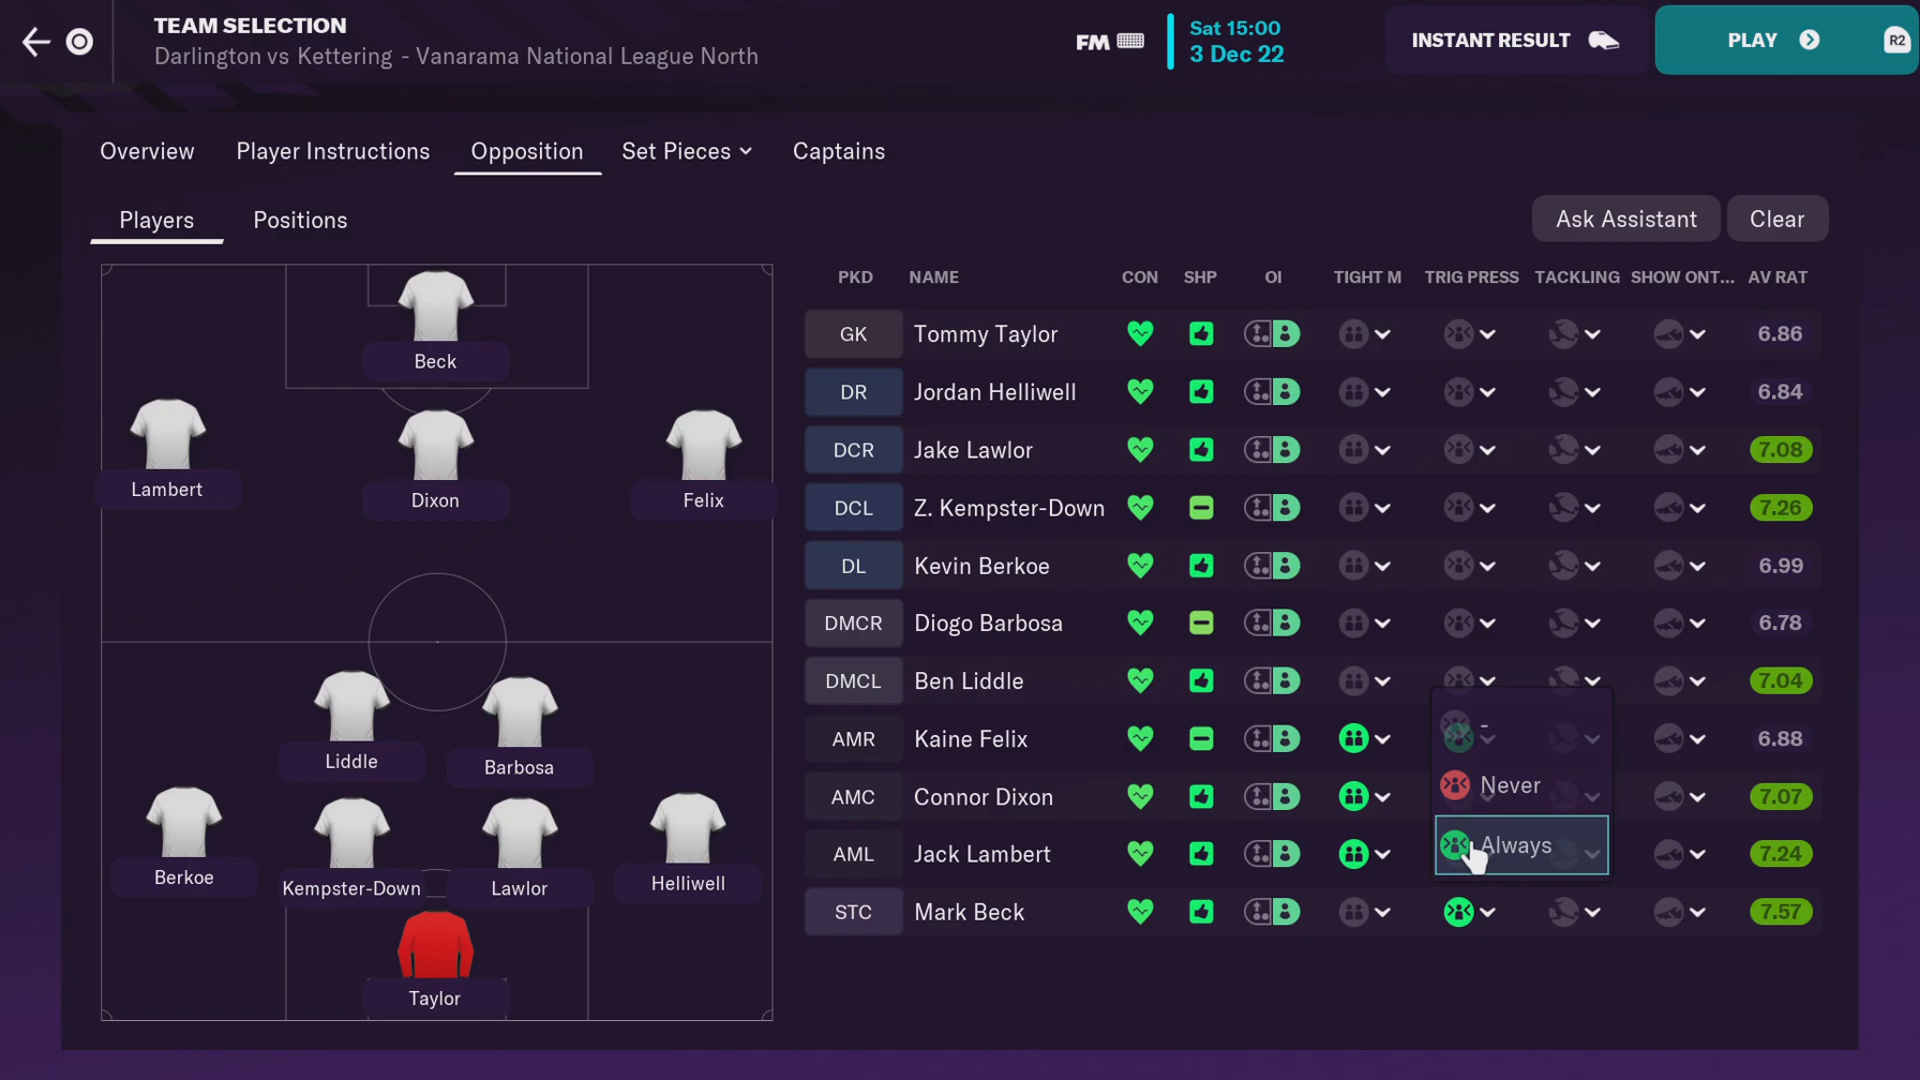 TEAM SELECTION
Darlington vs Kettering - Vanarama National League North
FM
Sat 15:00
3 Dec 22
INSTANT RESULT
PLAY
R2
Overview
Player Instructions
Opposition
Set Pieces
Captains
Players
Positions
Ask Assistant
Clear
Beck
Lambert
Dixon
Felix
Liddle
Barbosa
Berkoe
Kempster-Down
Lawlor
Helliwell
Taylor
PKD NAME CON SHP OI TIGHT M TRIG PRESS TACKLING SHOW ONT... AV RAT
GK Tommy Taylor 6.86
DR Jordan Helliwell 6.84
DCR Jake Lawlor 7.08
DCL Z. Kempster-Down 7.26
DL Kevin Berkoe 6.99
DMCR Diogo Barbosa 6.78
DMCL Ben Liddle 7.04
AMR Kaine Felix 6.88
AMC Connor Dixon 7.07
AML Jack Lambert 7.24
STC Mark Beck 7.57
-
Never
Always